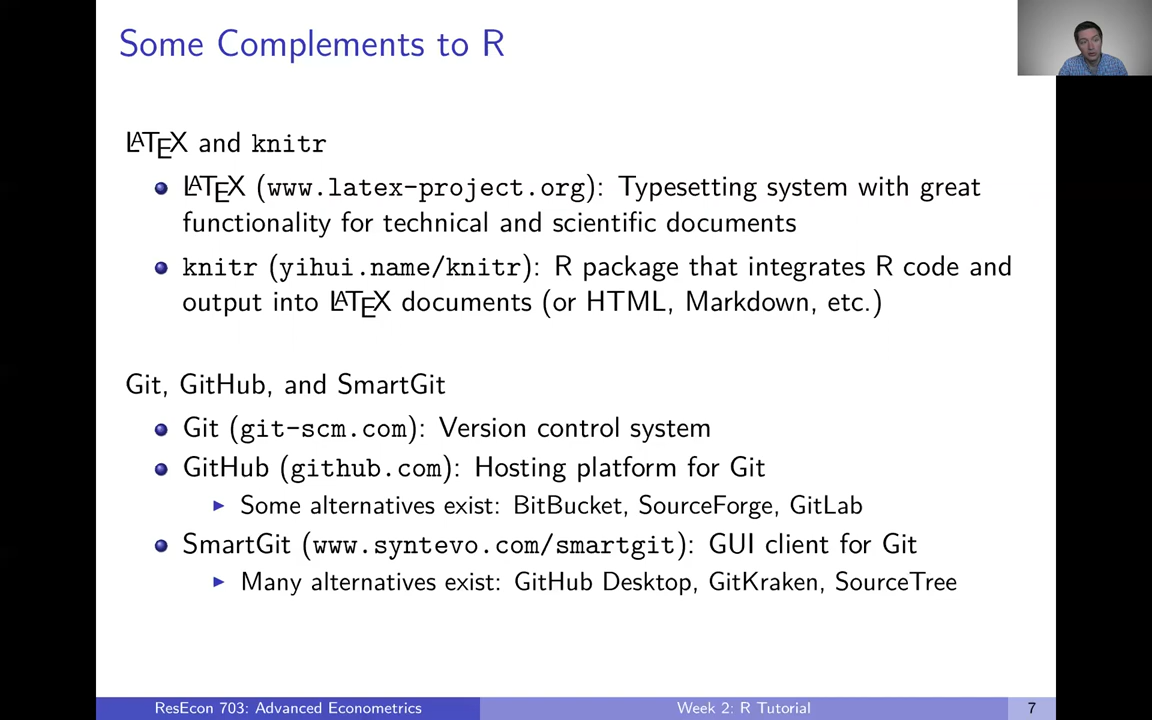 Some Complements to R
LATEX and knitr
LATEX (www.latex-project.org): Typesetting system with great
functionality for technical and scientific documents
knitr (yihui.name/knitr): R package that integrates R code and
output into LATEX documents (or HTML, Markdown, etc.)
Git, GitHub, and SmartGit
Git (git-scm.com): Version control system
GitHub (github.com): Hosting platform for Git
Some alternatives exist: BitBucket, SourceForge, GitLab
SmartGit (www.syntevo.com/smartgit): GUI client for Git
Many alternatives exist: GitHub Desktop, GitKraken, SourceTree
ResEcon 703: Advanced Econometrics
Week 2: R Tutorial
7